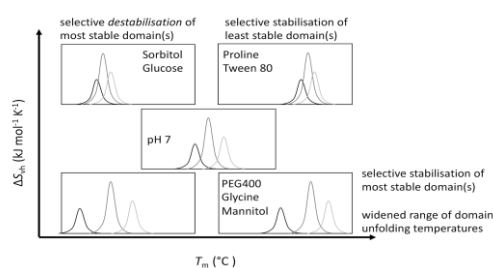 selective destabilisation of
most stable domain(s)
selective stabilisation of
least stable domain(s)
Sorbitol
Glucose
Proline
Tween 80
pH 7
ΔSvh (kJ mol⁻¹ K⁻¹)
PEG400
Glycine
Mannitol
selective stabilisation of
most stable domain(s)
widened range of domain
unfolding temperatures
Tm (°C)